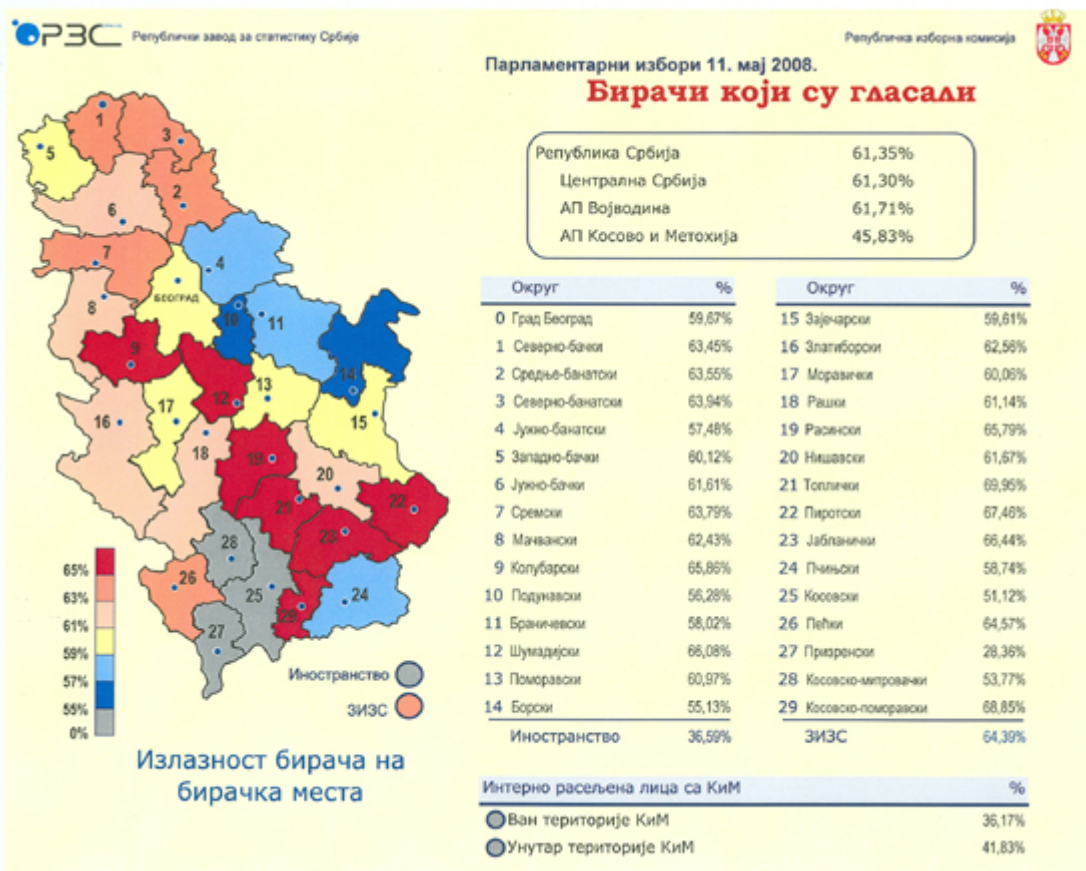 РЗС Републички завод за статистику Србије
Републичка изборна комисија
Парламентарни избори 11. мај 2008.
Бирачи који су гласали
Република Србија 61,35%
Централна Србија 61,30%
АП Војводина 61,71%
АП Косово и Метохија 45,83%
Округ %
0 Град Београд 59,67%
1 Северно-бачки 63,45%
2 Средње-банатски 63,55%
3 Северно-банатски 63,94%
4 Јужно-банатски 57,48%
5 Западно-бачки 60,12%
6 Јужно-бачки 61,61%
7 Сремски 63,79%
8 Мачвански 62,43%
9 Колубарски 65,86%
10 Подунавски 56,28%
11 Браничевски 58,02%
12 Шумадијски 66,08%
13 Поморавски 60,97%
14 Борски 55,13%
Иностранство 36,59%
Округ %
15 Зајечарски 59,61%
16 Златиборски 62,56%
17 Моравички 60,06%
18 Рашки 61,14%
19 Расински 65,79%
20 Нишавски 61,67%
21 Топлички 69,95%
22 Пиротски 67,46%
23 Јабланички 66,44%
24 Пчињски 58,74%
25 Косовски 51,12%
26 Пећки 64,57%
27 Призренски 28,36%
28 Косовско-митровачки 53,77%
29 Косовско-поморавски 68,85%
ЗИЗС 64,39%
Интерно расељена лица са КиМ %
Ван територије КиМ 36,17%
Унутар територије КиМ 41,83%
1
3
5
2
6
7
4
8
БЕОГРАД
10
11
9
14
12
13
15
16
17
18
19
20
21
22
23
28
26
25
24
29
27
65%
63%
61%
59%
57%
55%
0%
Иностранство
ЗИЗС
Излазност бирача на
бирачка места